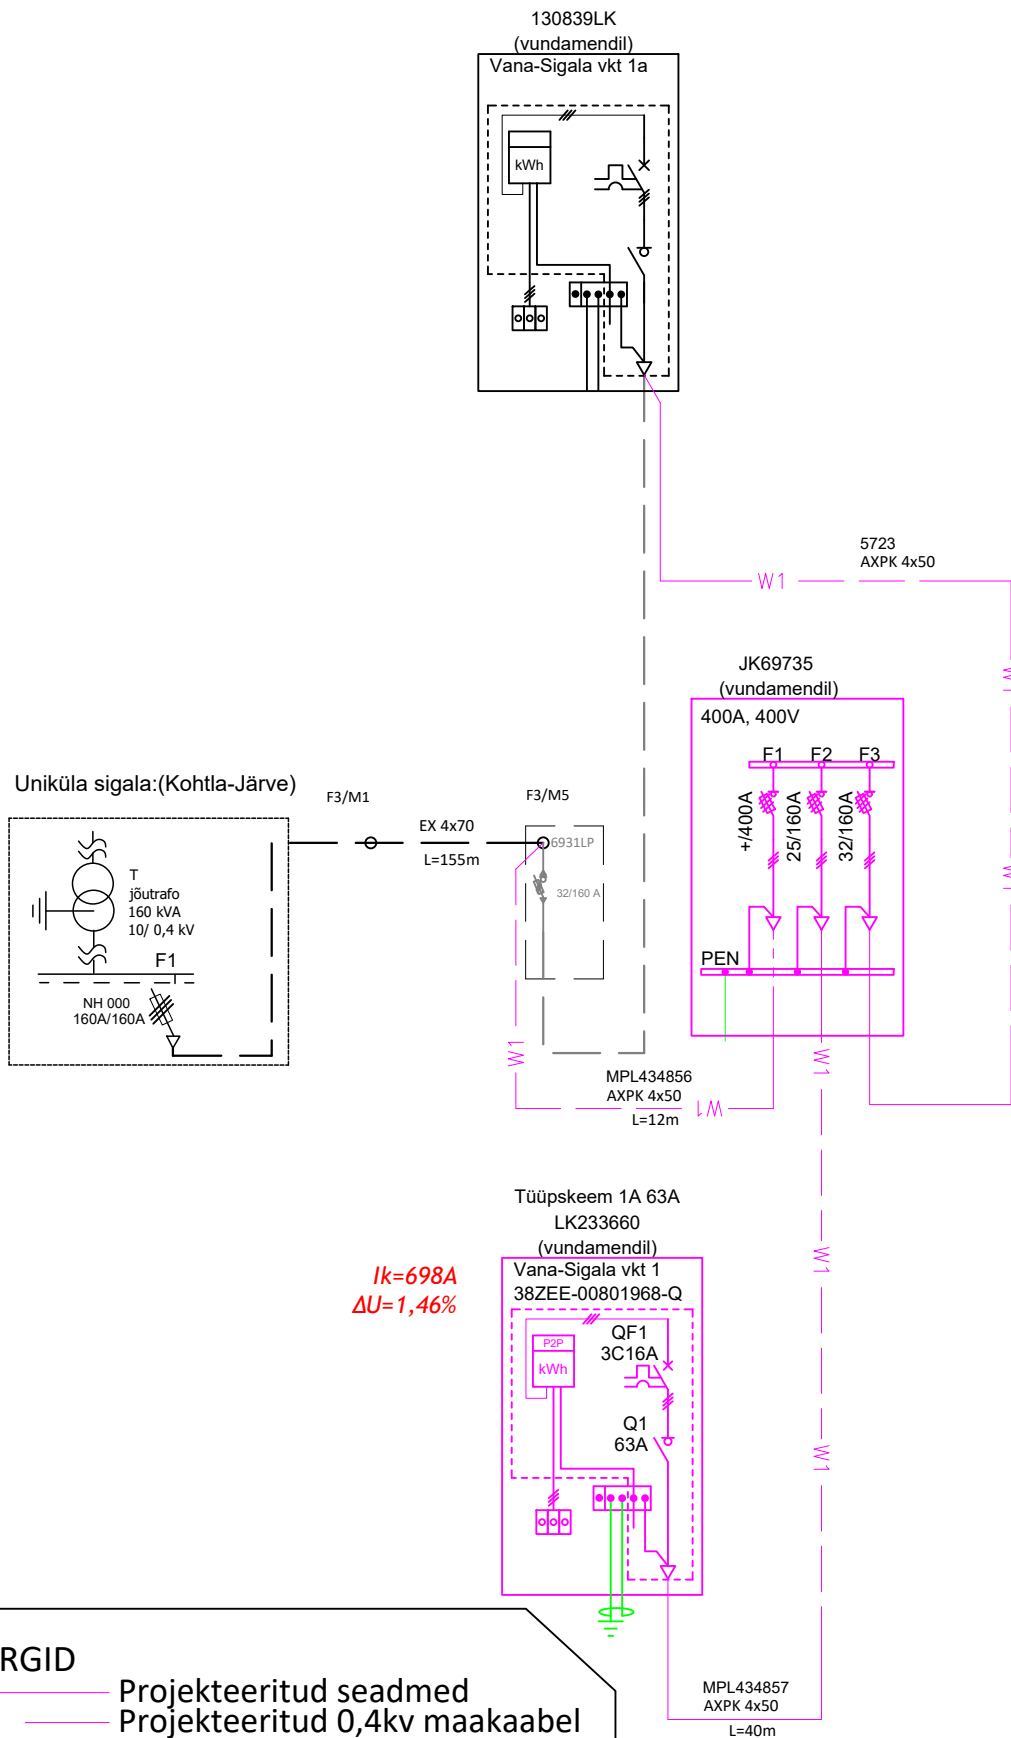 130839LK
(vundamendil)
Vana-Sigala vkt 1a
kWh
5723
AXPK 4x50
W1
W1
W1
JK69735
(vundamendil)
400A, 400V
F1 F2 F3
+/400A
25/160A
32/160A
PEN
Uniküla sigala:(Kohtla-Järve)
F3/M1
F3/M5
EX 4x70
L=155m
6931LP
32/160 A
T
jõutrafo
160 kVA
10/ 0,4 kV
F1
NH 000
160A/160A
W1
W1
MPL434856
AXPK 4x50
W1
L=12m
Tüüpskeem 1A 63A
LK233660
(vundamendil)
Vana-Sigala vkt 1
38ZEE-00801968-Q
Ik=698A
ΔU=1,46%
P2P
kWh
QF1
3C16A
Q1
63A
W1
W1
RGID
Projekteeritud seadmed
Projekteeritud 0,4kv maakaabel
MPL434857
AXPK 4x50
L=40m